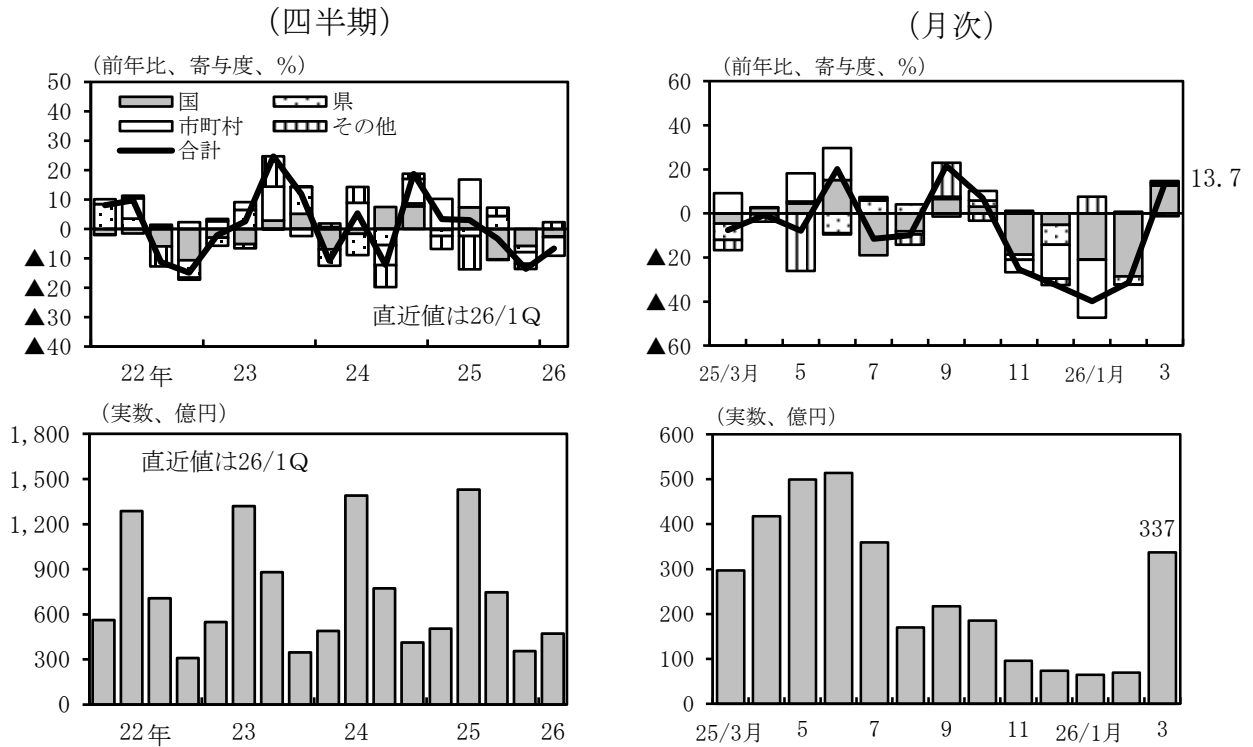 (四半期)
(前年比、寄与度、%)
50
40
30
20
10
0
▲10
▲20
▲30
▲40
国
県
市町村
その他
合計
直近値は26/1Q
22年 23 24 25 26
(月次)
(前年比、寄与度、%)
60
40
20
0
▲20
▲40
▲60
13.7
25/3月 5 7 9 11 26/1月 3
(実数、億円)
1,800
1,500
1,200
900
600
300
0
直近値は26/1Q
22年 23 24 25 26
(実数、億円)
600
500
400
300
200
100
0
337
25/3月 5 7 9 11 26/1月 3